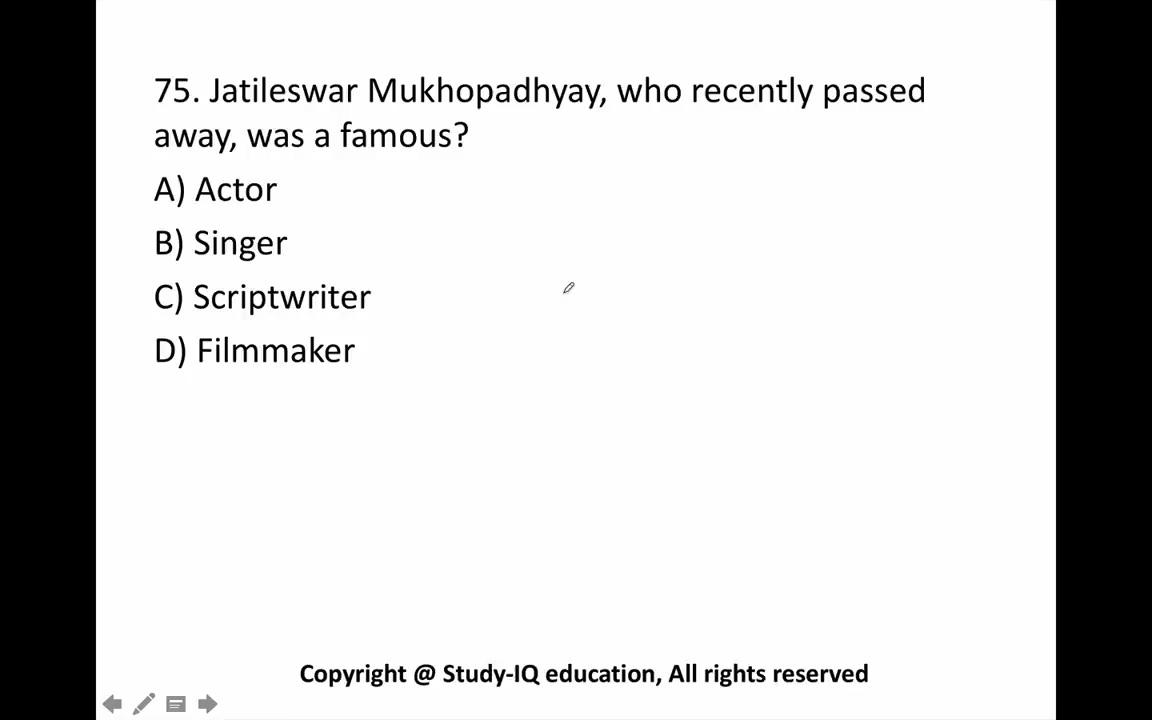 75. Jatileswar Mukhopadhyay, who recently passed
away, was a famous?
A) Actor
B) Singer
C) Scriptwriter
D) Filmmaker
Copyright @ Study-IQ education, All rights reserved